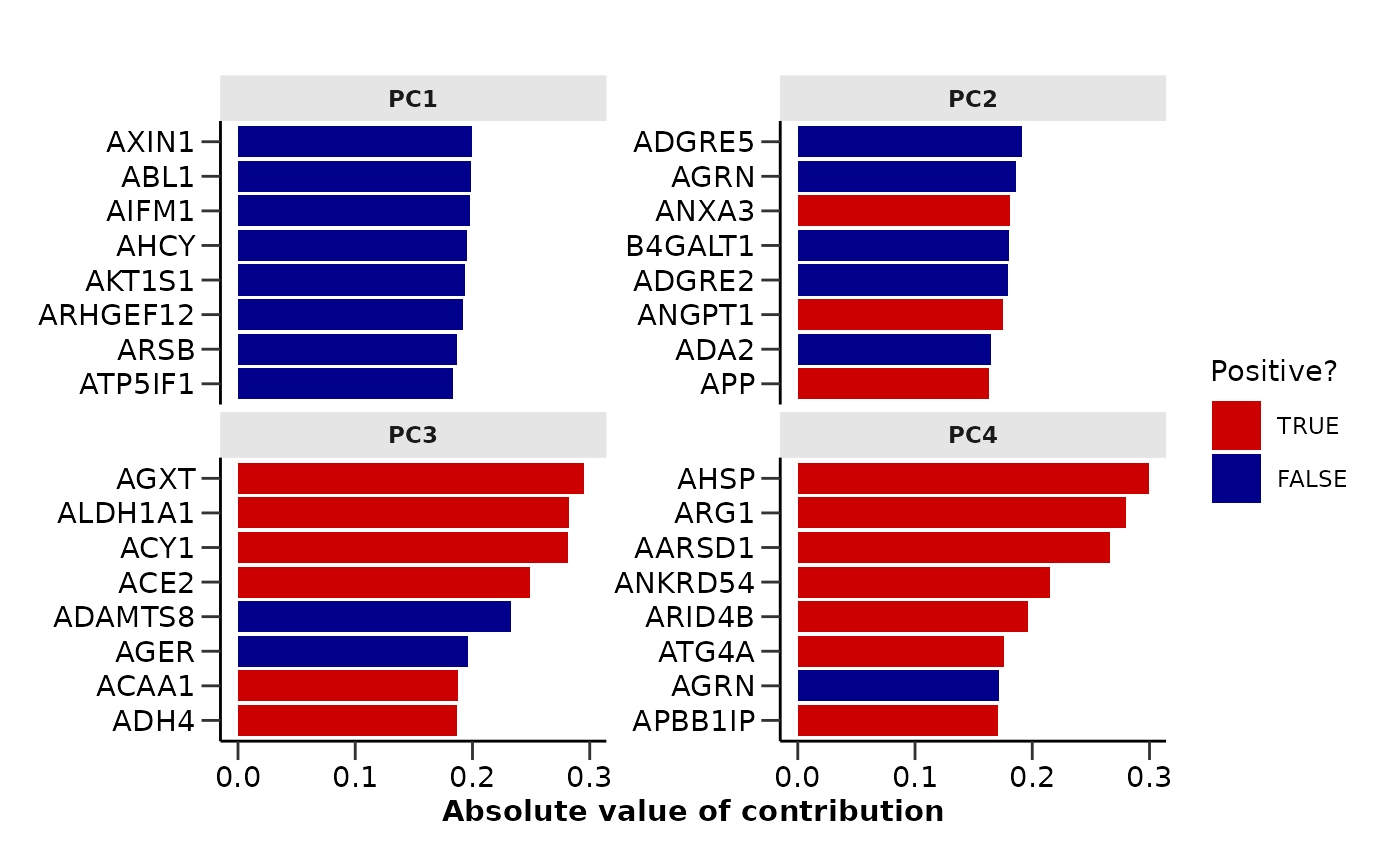 PC1
AXIN1
ABL1
AIFM1
AHCY
AKT1S1
ARHGEF12
ARSB
ATP5IF1
PC2
ADGRE5
AGRN
ANXA3
B4GALT1
ADGRE2
ANGPT1
ADA2
APP
PC3
AGXT
ALDH1A1
ACY1
ACE2
ADAMTS8
AGER
ACAA1
ADH4
0.0 0.1 0.2 0.3
PC4
AHSP
ARG1
AARSD1
ANKRD54
ARID4B
ATG4A
AGRN
APBB1IP
0.0 0.1 0.2 0.3
Absolute value of contribution
Positive?
TRUE
FALSE